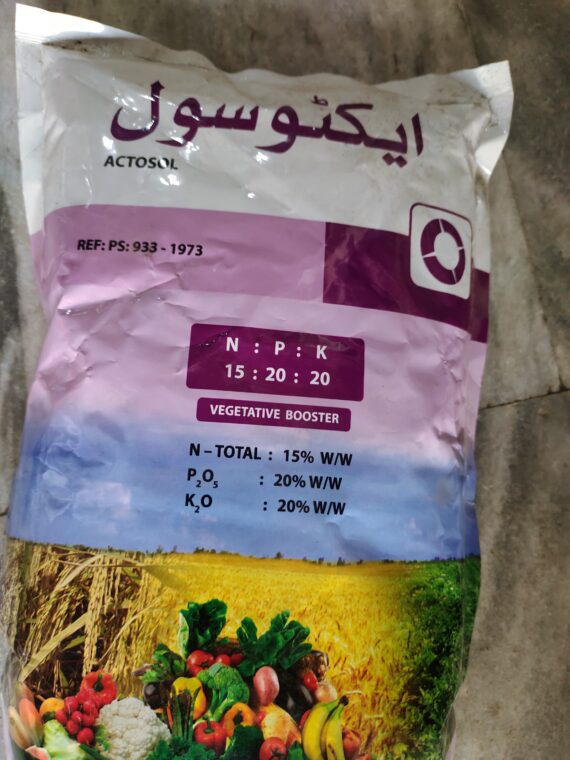 ایکٹوسول
ACTOSOL
REF: PS: 933 - 1973
N : P : K
15 : 20 : 20
VEGETATIVE BOOSTER
N – TOTAL : 15% W/W
P₂O₅ : 20% W/W
K₂O : 20% W/W